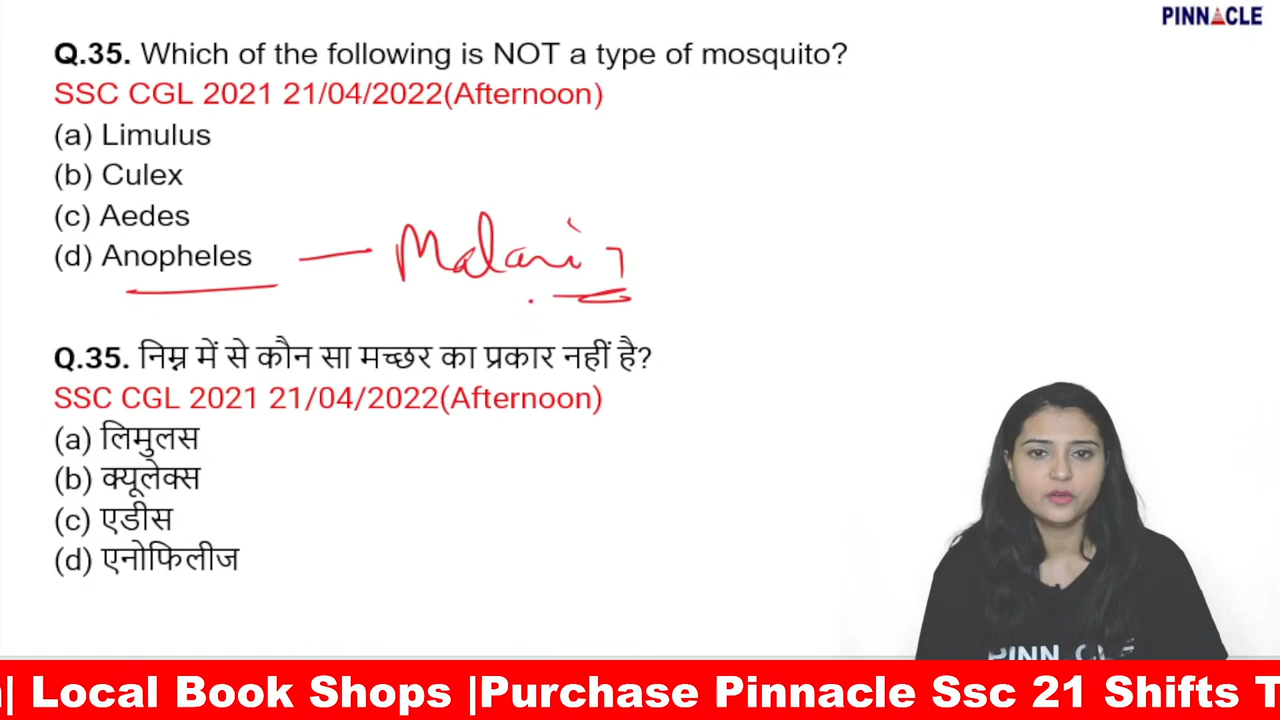 PINNACLE
Q.35. Which of the following is NOT a type of mosquito?
SSC CGL 2021 21/04/2022(Afternoon)
(a) Limulus
(b) Culex
(c) Aedes
(d) Anopheles — Malaria
Q.35. निम्न में से कौन सा मच्छर का प्रकार नहीं है?
SSC CGL 2021 21/04/2022(Afternoon)
(a) लिमुलस
(b) क्यूलेक्स
(c) एडीस
(d) एनोफिलीज
PINNACLE
| Local Book Shops |Purchase Pinnacle Ssc 21 Shifts